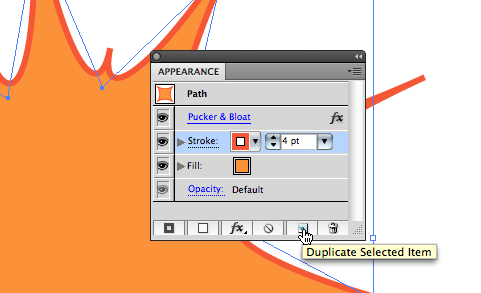 APPEARANCE
Path
Pucker & Bloat fx
Stroke: 4 pt
Fill:
Opacity: Default
fx
Duplicate Selected Item